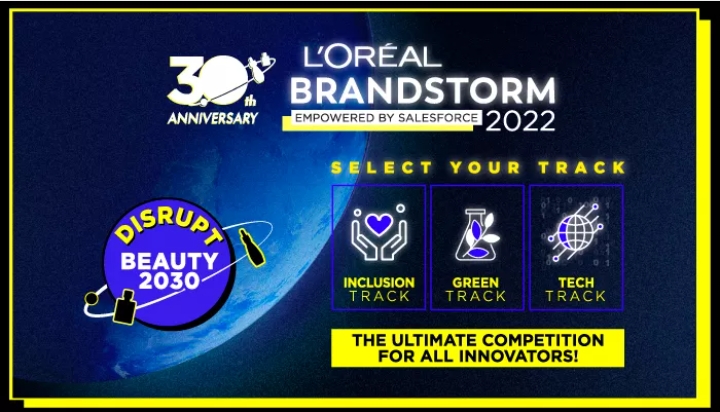 30th
ANNIVERSARY
L'ORÉAL
BRANDSTORM
EMPOWERED BY SALESFORCE 2022
SELECT YOUR TRACK
DISRUPT
BEAUTY
2030
INCLUSION
TRACK
GREEN
TRACK
TECH
TRACK
THE ULTIMATE COMPETITION
FOR ALL INNOVATORS!